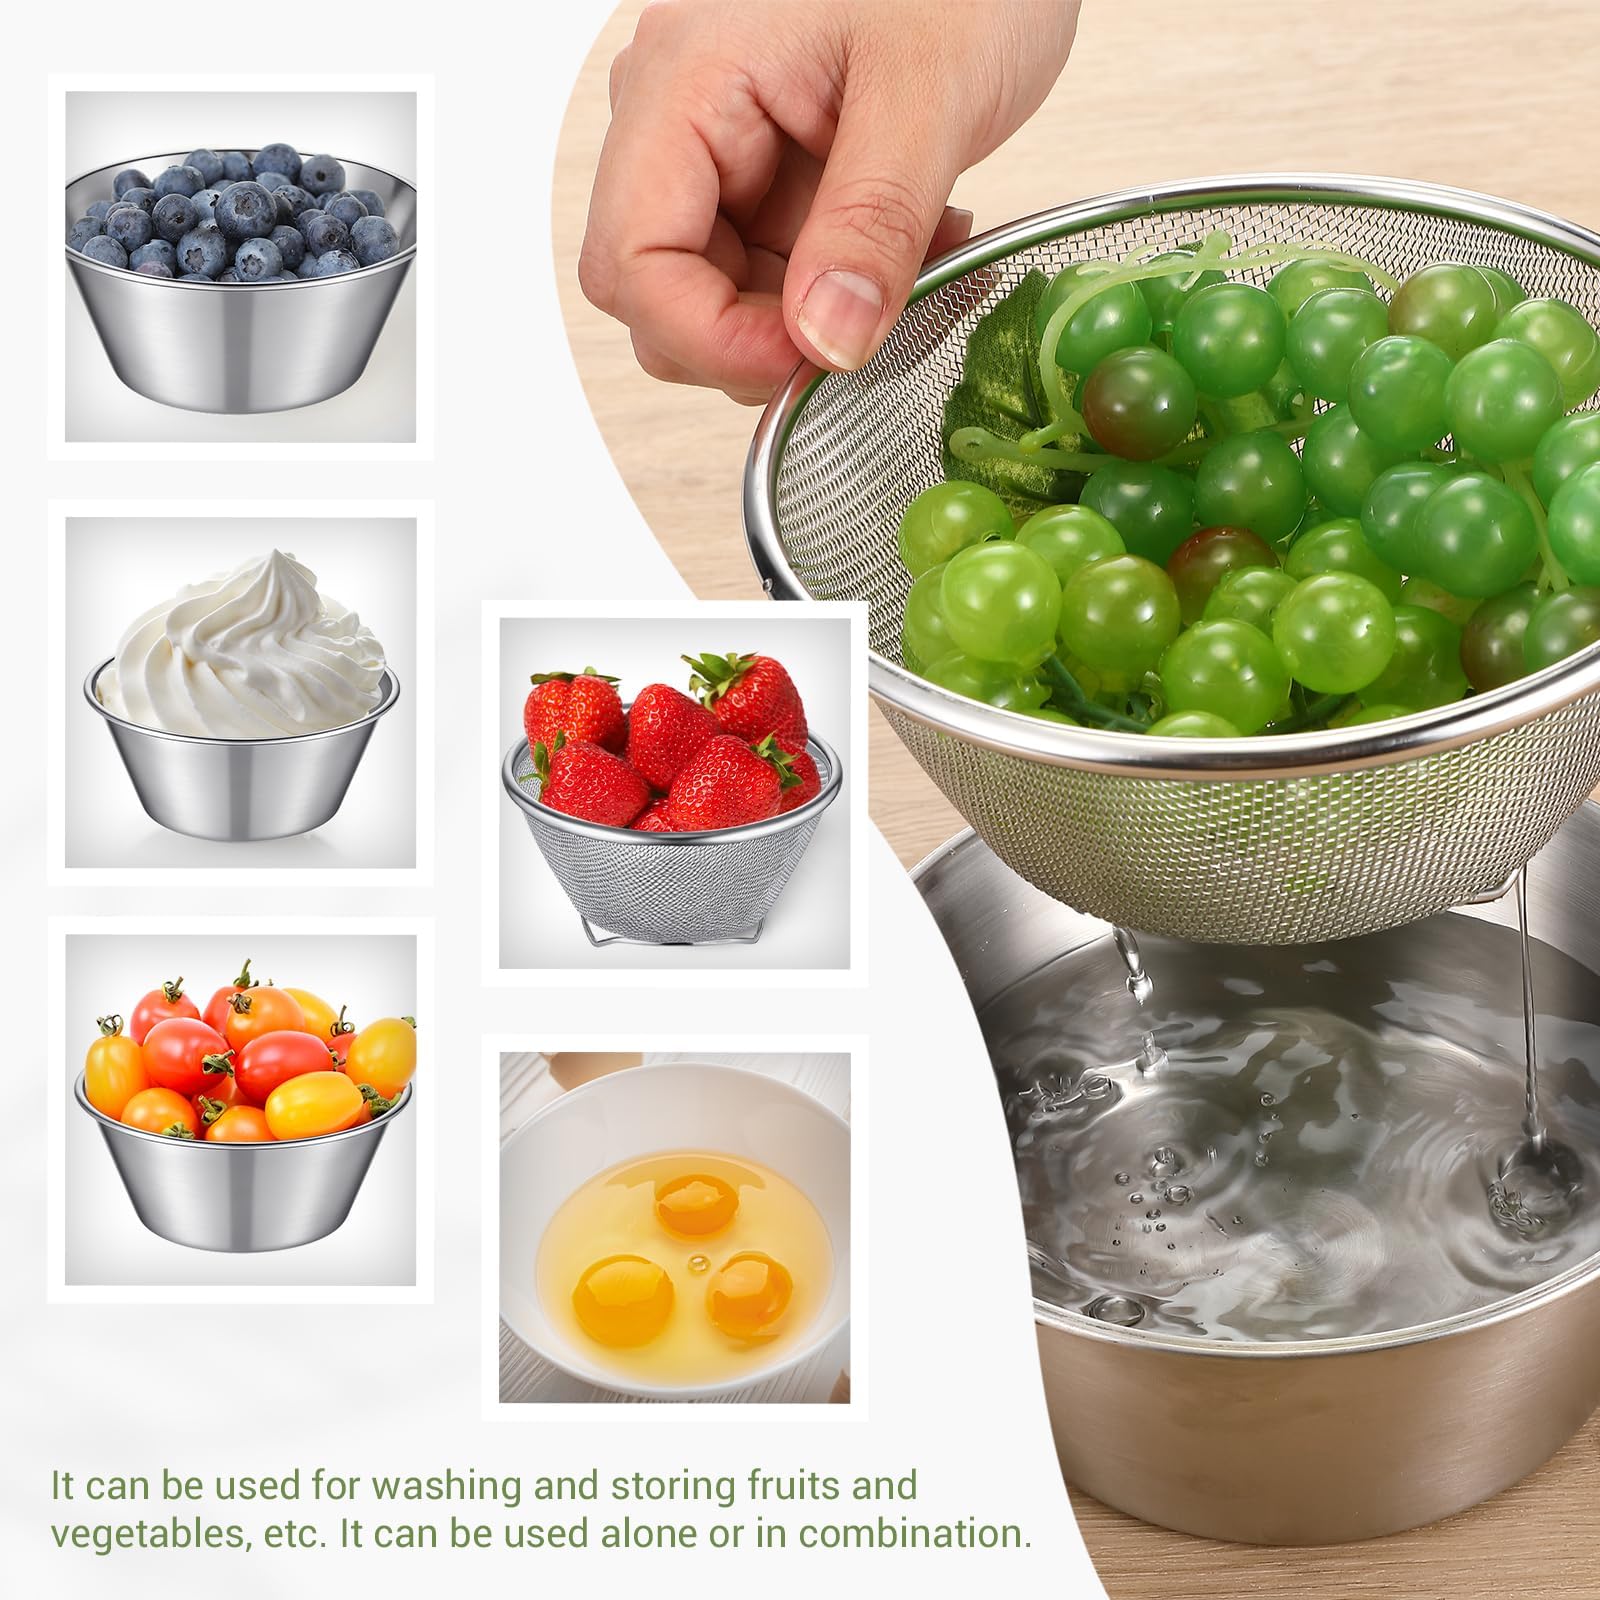 It can be used for washing and storing fruits and
vegetables, etc. It can be used alone or in combination.